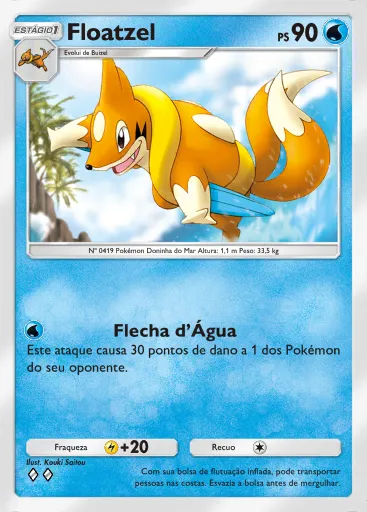 ESTÁGIO 1
Floatzel
PS 90
Evolui de Buizel
Nº 0419 Pokémon Doninha do Mar Altura: 1,1 m Peso: 33,5 kg
Flecha d'Água
Este ataque causa 30 pontos de dano a 1 dos Pokémon
do seu oponente.
Fraqueza +20
Recuo
Ilust. Kouki Saitou
Com sua bolsa de flutuação inflada, pode transportar
pessoas nas costas. Esvazia a bolsa antes de mergulhar.